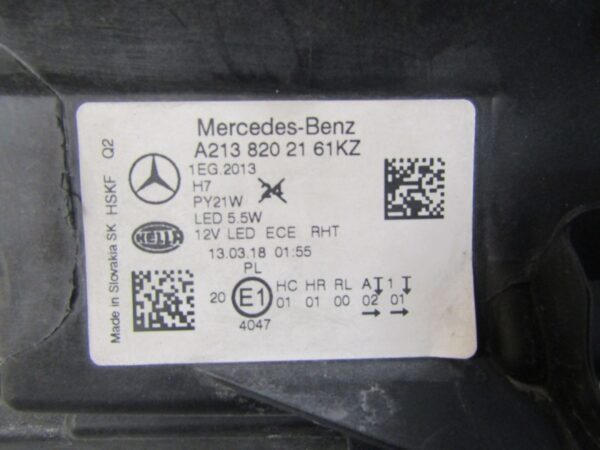 Mercedes-Benz
A213 820 21 61KZ
1EG.2013
H7
PY21W 24
LED 5.5W
HELLA
12V LED ECE RHT
13.03.18 01:55
PL
20 E1 HC HR RL A 1
01 01 00 02 01
4047
Made in Slovakia SK HSKF Q2